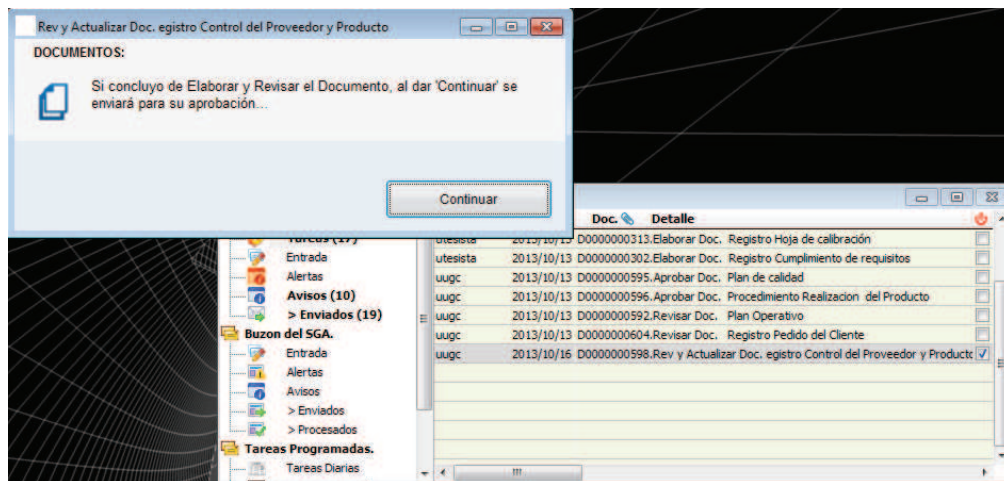 Rev y Actualizar Doc. egistro Control del Proveedor y Producto
DOCUMENTOS:
Si concluyo de Elaborar y Revisar el Documento, al dar 'Continuar' se
enviará para su aprobación...
Continuar
Doc. Detalle
Tareas (17)
Entrada
Alertas
Avisos (10)
> Enviados (19)
Buzon del SGA.
Entrada
Alertas
Avisos
> Enviados
> Procesados
Tareas Programadas.
Tareas Diarias
utesista 2013/10/13 D0000000313.Elaborar Doc. Registro Hoja de calibración
utesista 2013/10/13 D0000000302.Elaborar Doc. Registro Cumplimiento de requisitos
uugc 2013/10/13 D0000000595.Aprobar Doc. Plan de calidad
uugc 2013/10/13 D0000000596.Aprobar Doc. Procedimiento Realizacion del Producto
uugc 2013/10/13 D0000000592.Revisar Doc. Plan Operativo
uugc 2013/10/13 D0000000604.Revisar Doc. Registro Pedido del Cliente
uugc 2013/10/16 D0000000598.Rev y Actualizar Doc. egistro Control del Proveedor y Producto